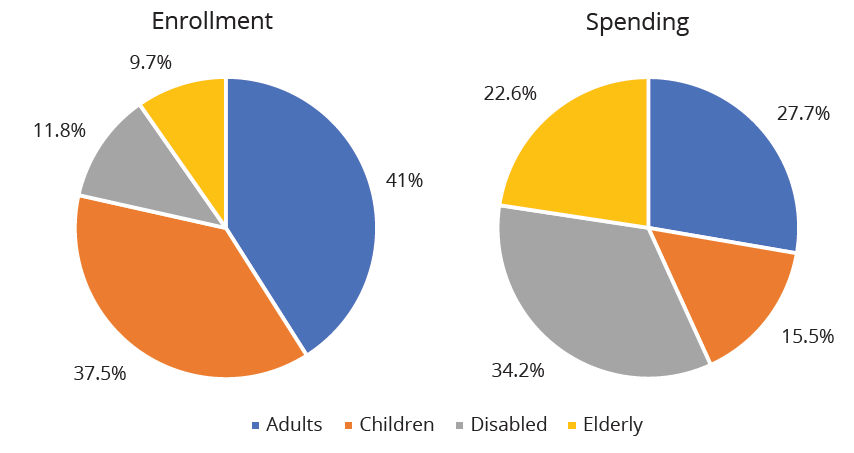 Enrollment
9.7%
11.8%
41%
37.5%
Spending
22.6%
27.7%
34.2%
15.5%
Adults Children Disabled Elderly